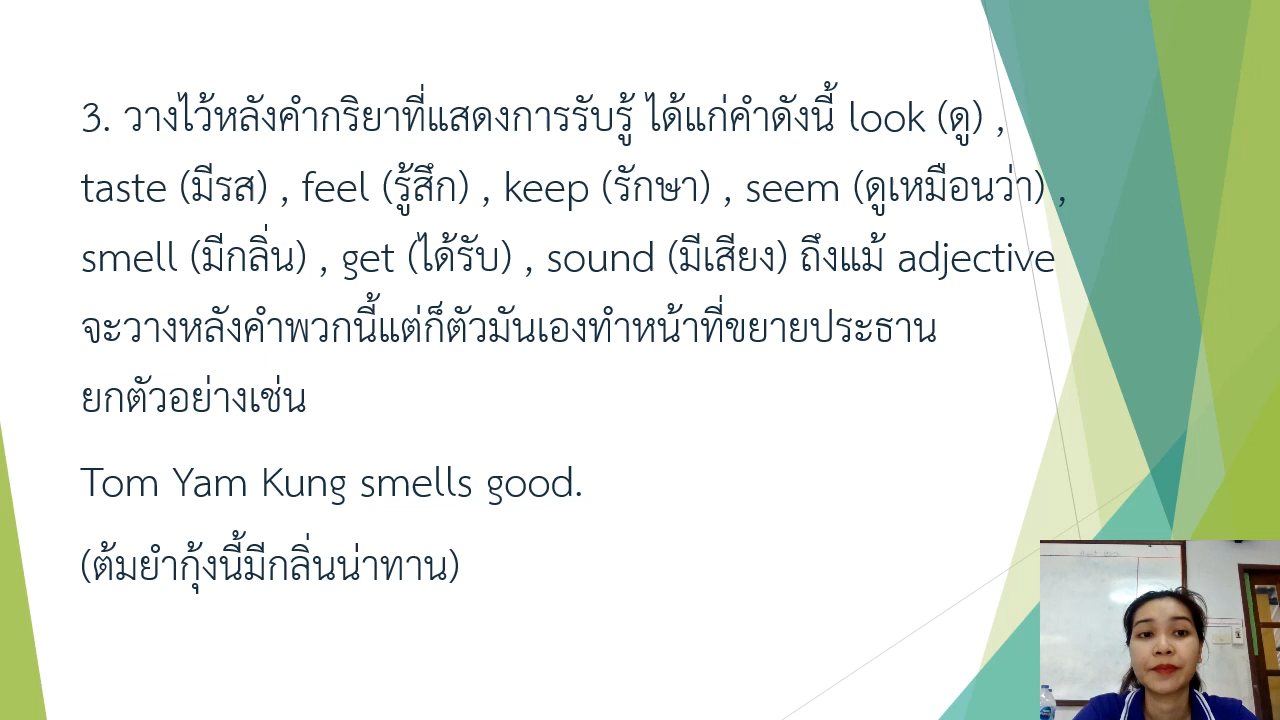 3. วางไว้หลังคำกริยาที่แสดงการรับรู้ ได้แก่คำดังนี้ look (ดู) ,
taste (มีรส) , feel (รู้สึก) , keep (รักษา) , seem (ดูเหมือนว่า) ,
smell (มีกลิ่น) , get (ได้รับ) , sound (มีเสียง) ถึงแม้ adjective
จะวางหลังคำพวกนี้แต่ก็ตัวมันเองทำหน้าที่ขยายประธาน
ยกตัวอย่างเช่น
Tom Yam Kung smells good.
(ต้มยำกุ้งนี้มีกลิ่นน่าทาน)